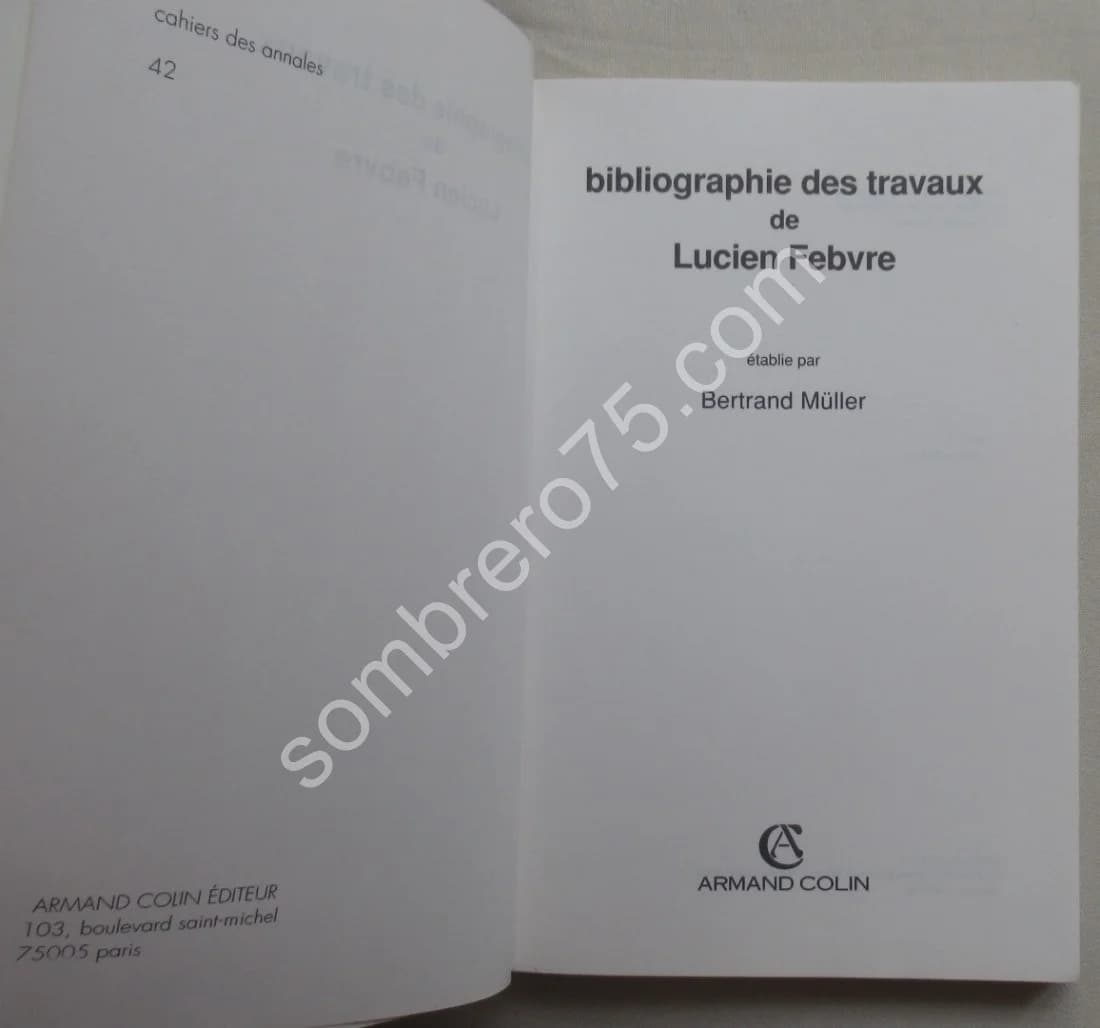 cahiers des annales
42
ARMAND COLIN ÉDITEUR
103, boulevard saint-michel
75005 paris
bibliographie des travaux
de
Lucien Febvre
établie par
Bertrand Müller
AC
ARMAND COLIN
sombrero75.com